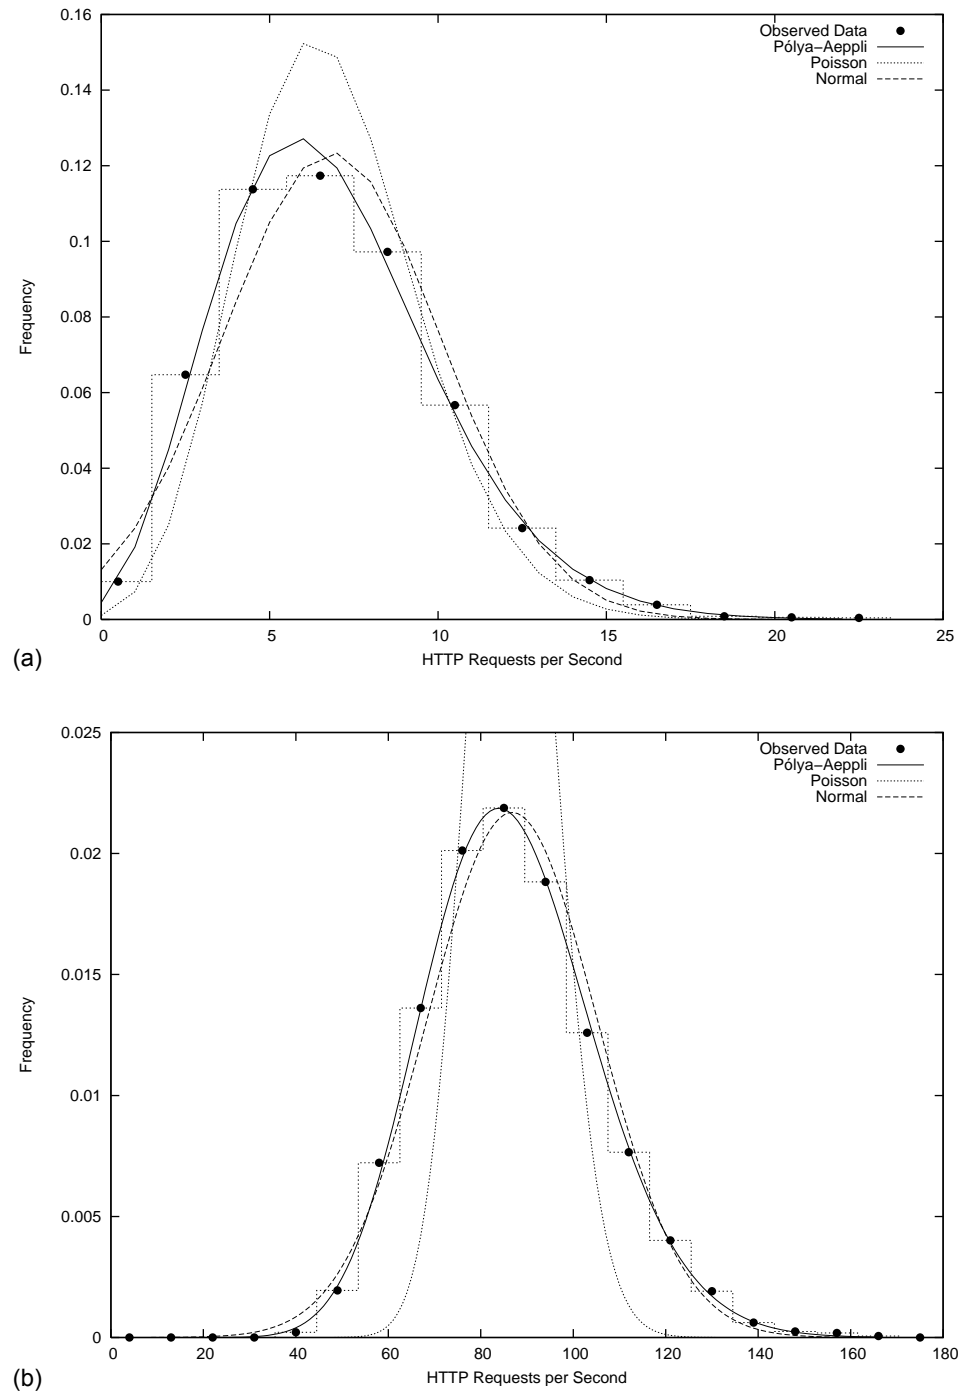 0.16
0.14
0.12
0.1
0.08
0.06
0.04
0.02
0
Frequency
Observed Data
Pólya−Aeppli
Poisson
Normal
0 5 10 15 20 25
HTTP Requests per Second
(a)
0.025
0.02
0.015
0.01
0.005
0
Frequency
Observed Data
Pólya−Aeppli
Poisson
Normal
0 20 40 60 80 100 120 140 160 180
HTTP Requests per Second
(b)